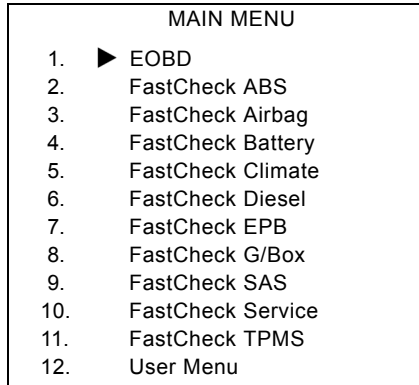 MAIN MENU
1. ▶ EOBD
2. FastCheck ABS
3. FastCheck Airbag
4. FastCheck Battery
5. FastCheck Climate
6. FastCheck Diesel
7. FastCheck EPB
8. FastCheck G/Box
9. FastCheck SAS
10. FastCheck Service
11. FastCheck TPMS
12. User Menu